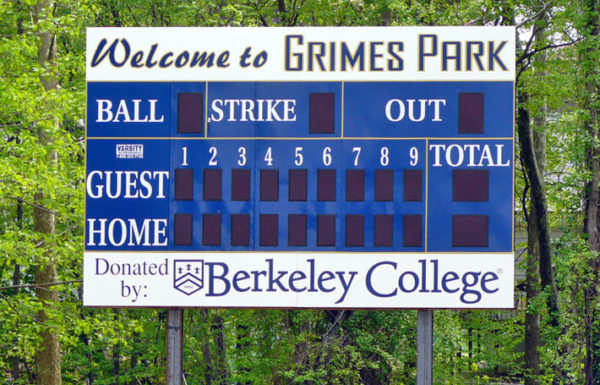 Welcome to GRIMES PARK
BALL STRIKE OUT
VARSITY
1 2 3 4 5 6 7 8 9 TOTAL
GUEST
HOME
Donated by: Berkeley College®